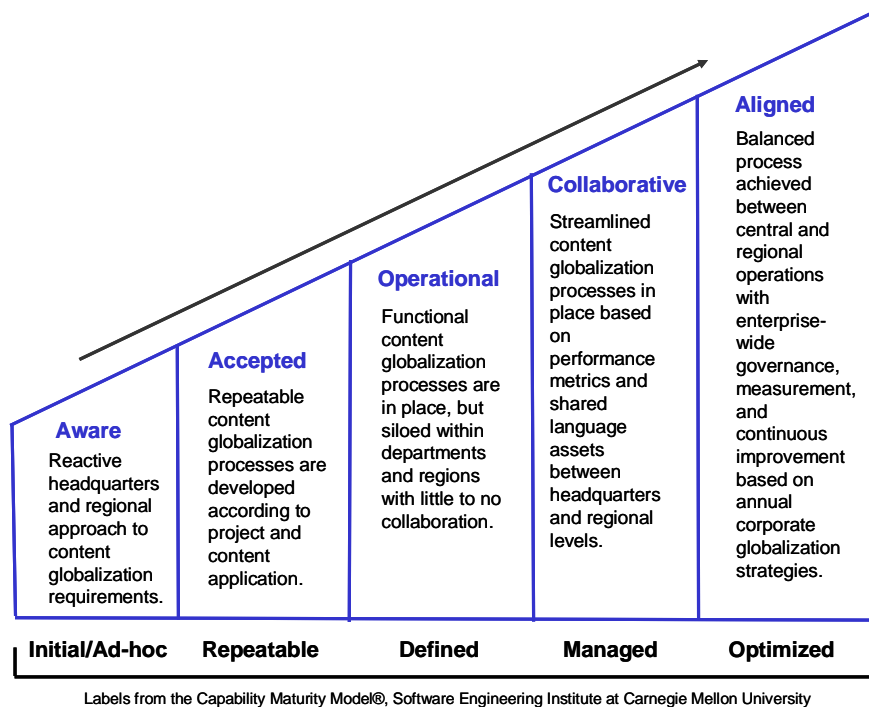 Aware
Reactive
headquarters
and regional
approach to
content
globalization
requirements.
Accepted
Repeatable
content
globalization
processes are
developed
according to
project and
content
application.
Operational
Functional
content
globalization
processes are
in place, but
siloed within
departments
and regions
with little to no
collaboration.
Collaborative
Streamlined
content
globalization
processes in
place based
on
performance
metrics and
shared
language
assets
between
headquarters
and regional
levels.
Aligned
Balanced
process
achieved
between
central and
regional
operations
with
enterprise-
wide
governance,
measurement,
and
continuous
improvement
based on
annual
corporate
globalization
strategies.
Initial/Ad-hoc
Repeatable
Defined
Managed
Optimized
Labels from the Capability Maturity Model®, Software Engineering Institute at Carnegie Mellon University